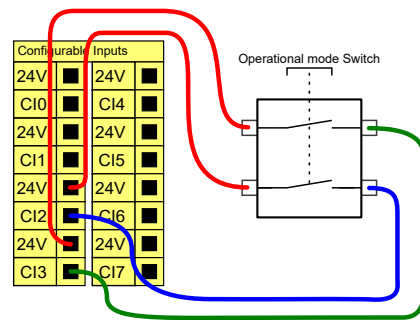 Configurable Inputs
Operational mode Switch
24V 24V
CI0 CI4
24V 24V
CI1 CI5
24V 24V
CI2 CI6
24V 24V
CI3 CI7